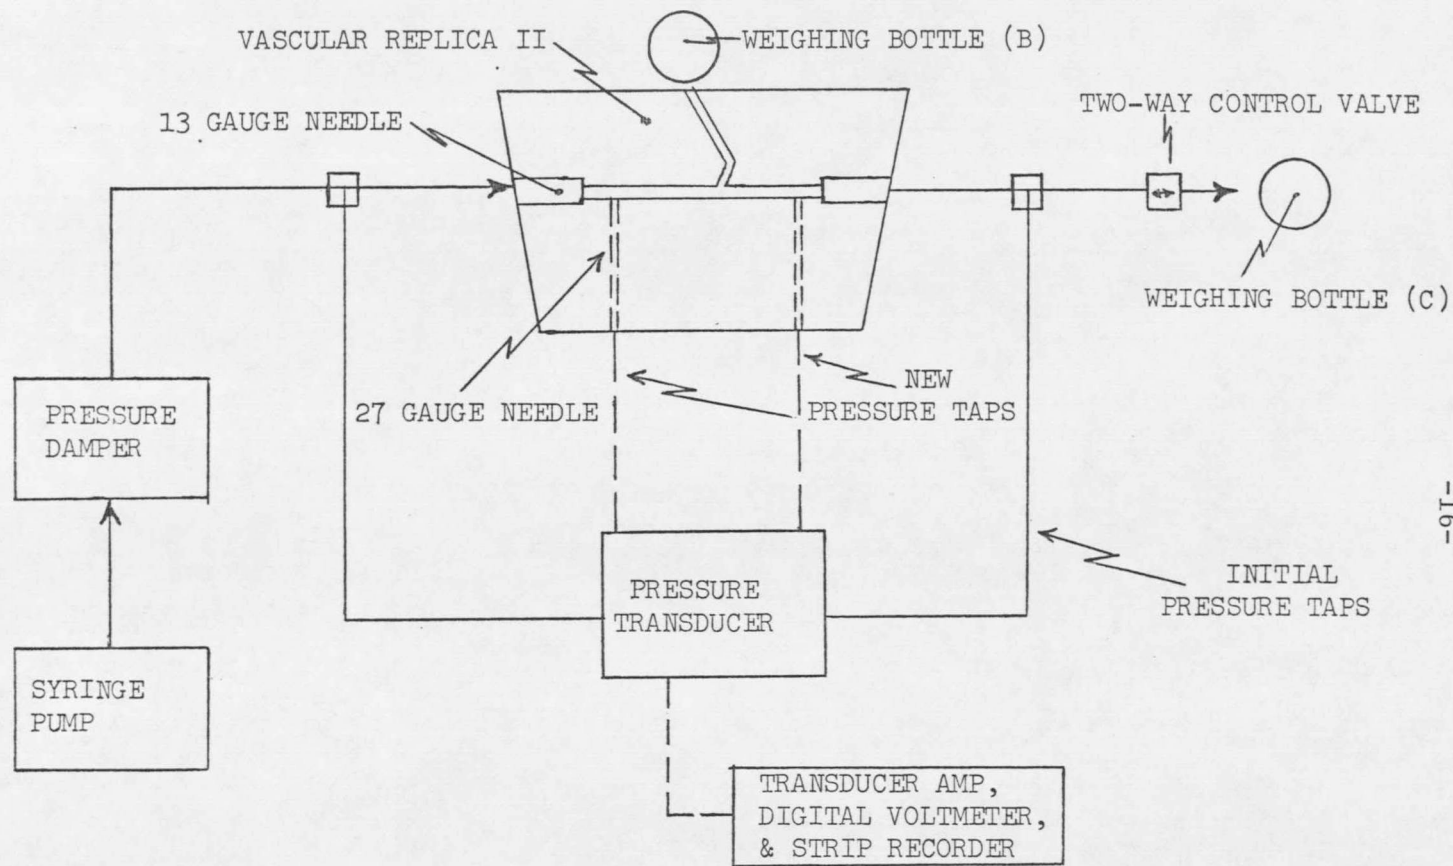 VASCULAR REPLICA II
WEIGHING BOTTLE (B)
13 GAUGE NEEDLE
TWO-WAY CONTROL VALVE
WEIGHING BOTTLE (C)
27 GAUGE NEEDLE
NEW
PRESSURE TAPS
PRESSURE
DAMPER
-16-
PRESSURE
TRANSDUCER
INITIAL
PRESSURE TAPS
SYRINGE
PUMP
TRANSDUCER AMP,
DIGITAL VOLTMETER,
& STRIP RECORDER